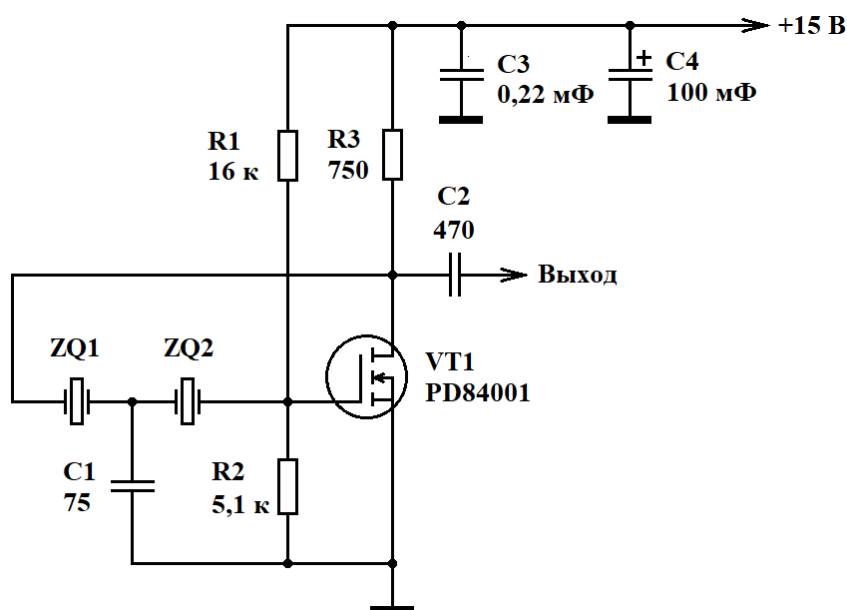 +15 В
C3
0,22 мФ
+
C4
100 мФ
R1
16 к
R3
750
C2
470
Выход
ZQ1
ZQ2
VT1
PD84001
C1
75
R2
5,1 к